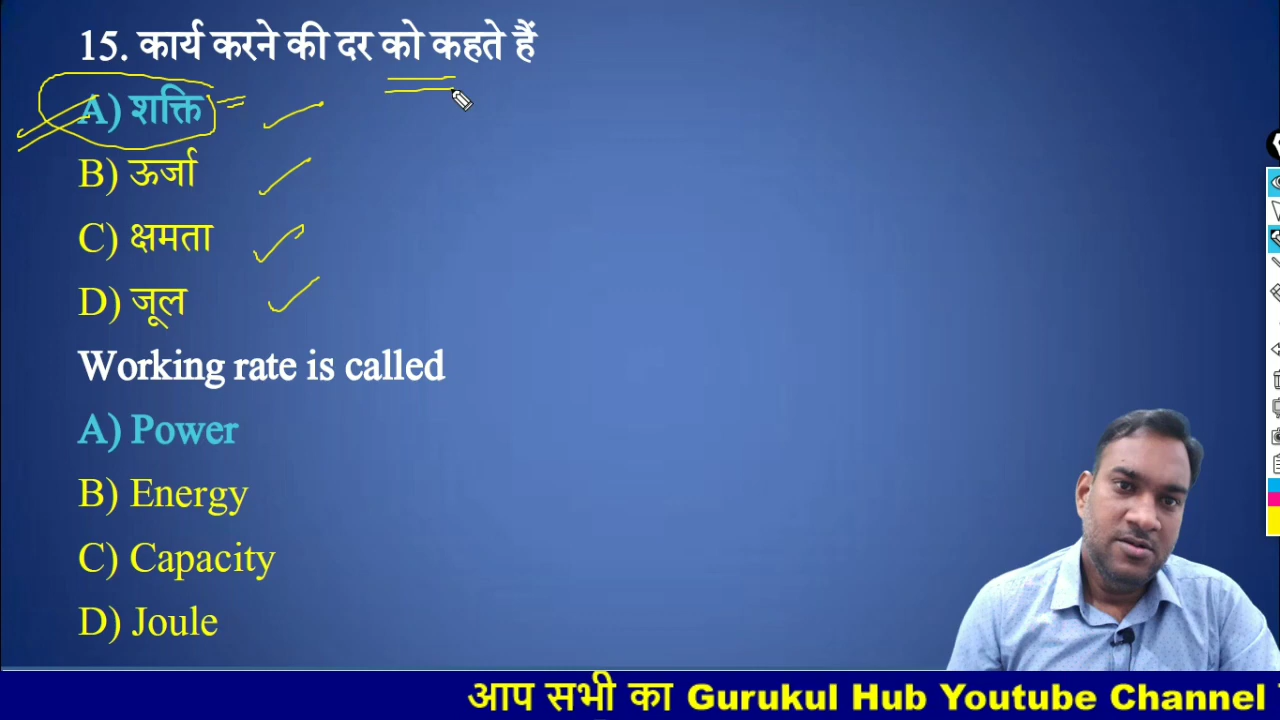 15. कार्य करने की दर को कहते हैं
A) शक्ति
B) ऊर्जा
C) क्षमता
D) जूल
Working rate is called
A) Power
B) Energy
C) Capacity
D) Joule
आप सभी का Gurukul Hub Youtube Channel